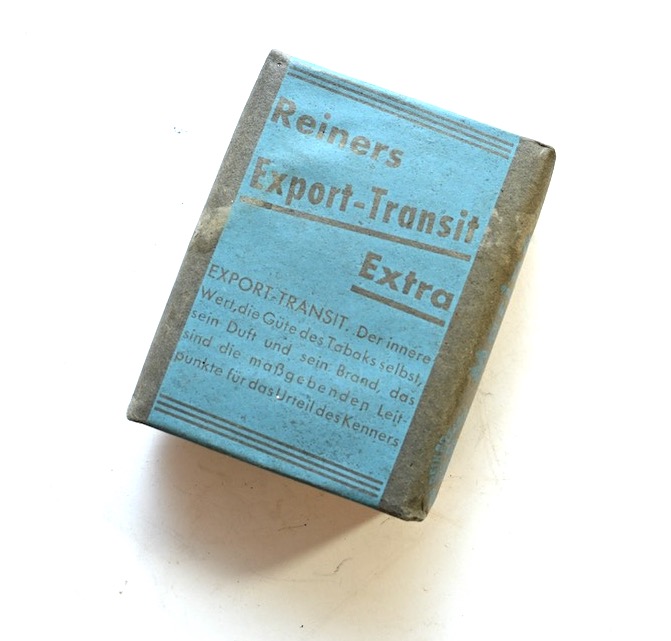 Reiners
Export-Transit
Extra
EXPORT-TRANSIT. Der innere
Wert, die Güte des Tabaks selbst,
sein Duft und sein Brand, das
sind die maßgebenden Leit-
punkte für das Urteil des Kenners